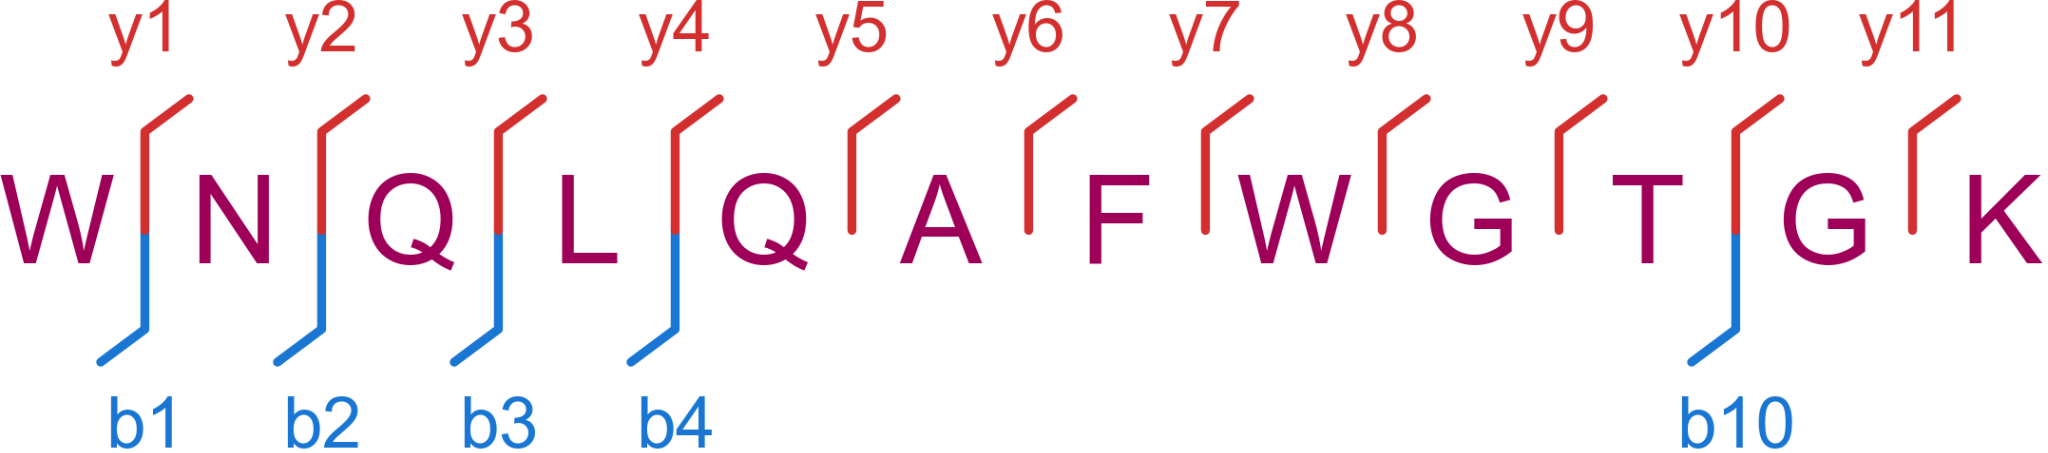 y1 y2 y3 y4 y5 y6 y7 y8 y9 y10 y11
W N Q L Q A F W G T G K
b1 b2 b3 b4 b10